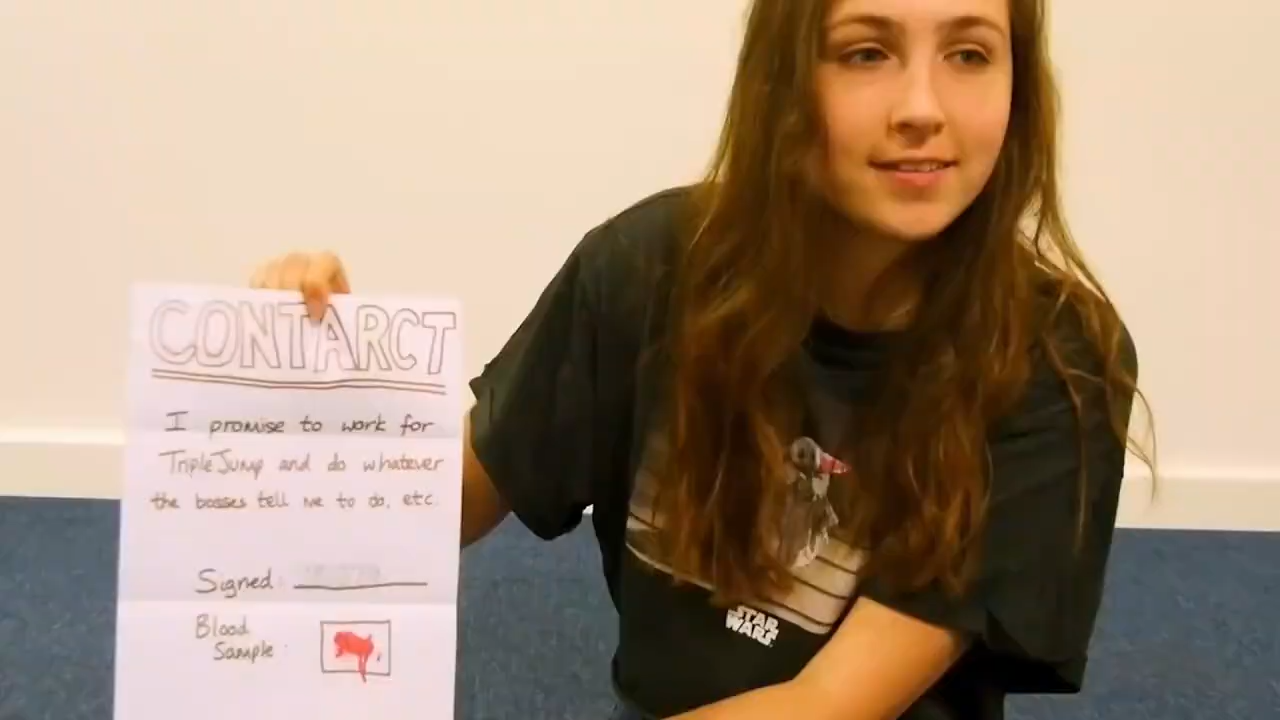 CONTARCT
I promise to work for
TripleJump and do whatever
the bosses tell me to do, etc.
Signed:
Blood
Sample:
STAR
WARS